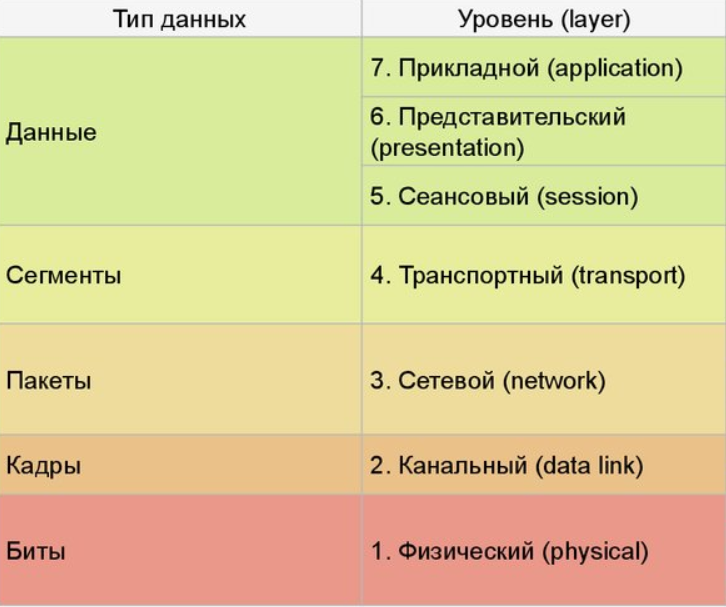 Тип данных
Уровень (layer)
Данные
7. Прикладной (application)
6. Представительский
(presentation)
5. Сеансовый (session)
Сегменты
4. Транспортный (transport)
Пакеты
3. Сетевой (network)
Кадры
2. Канальный (data link)
Биты
1. Физический (physical)